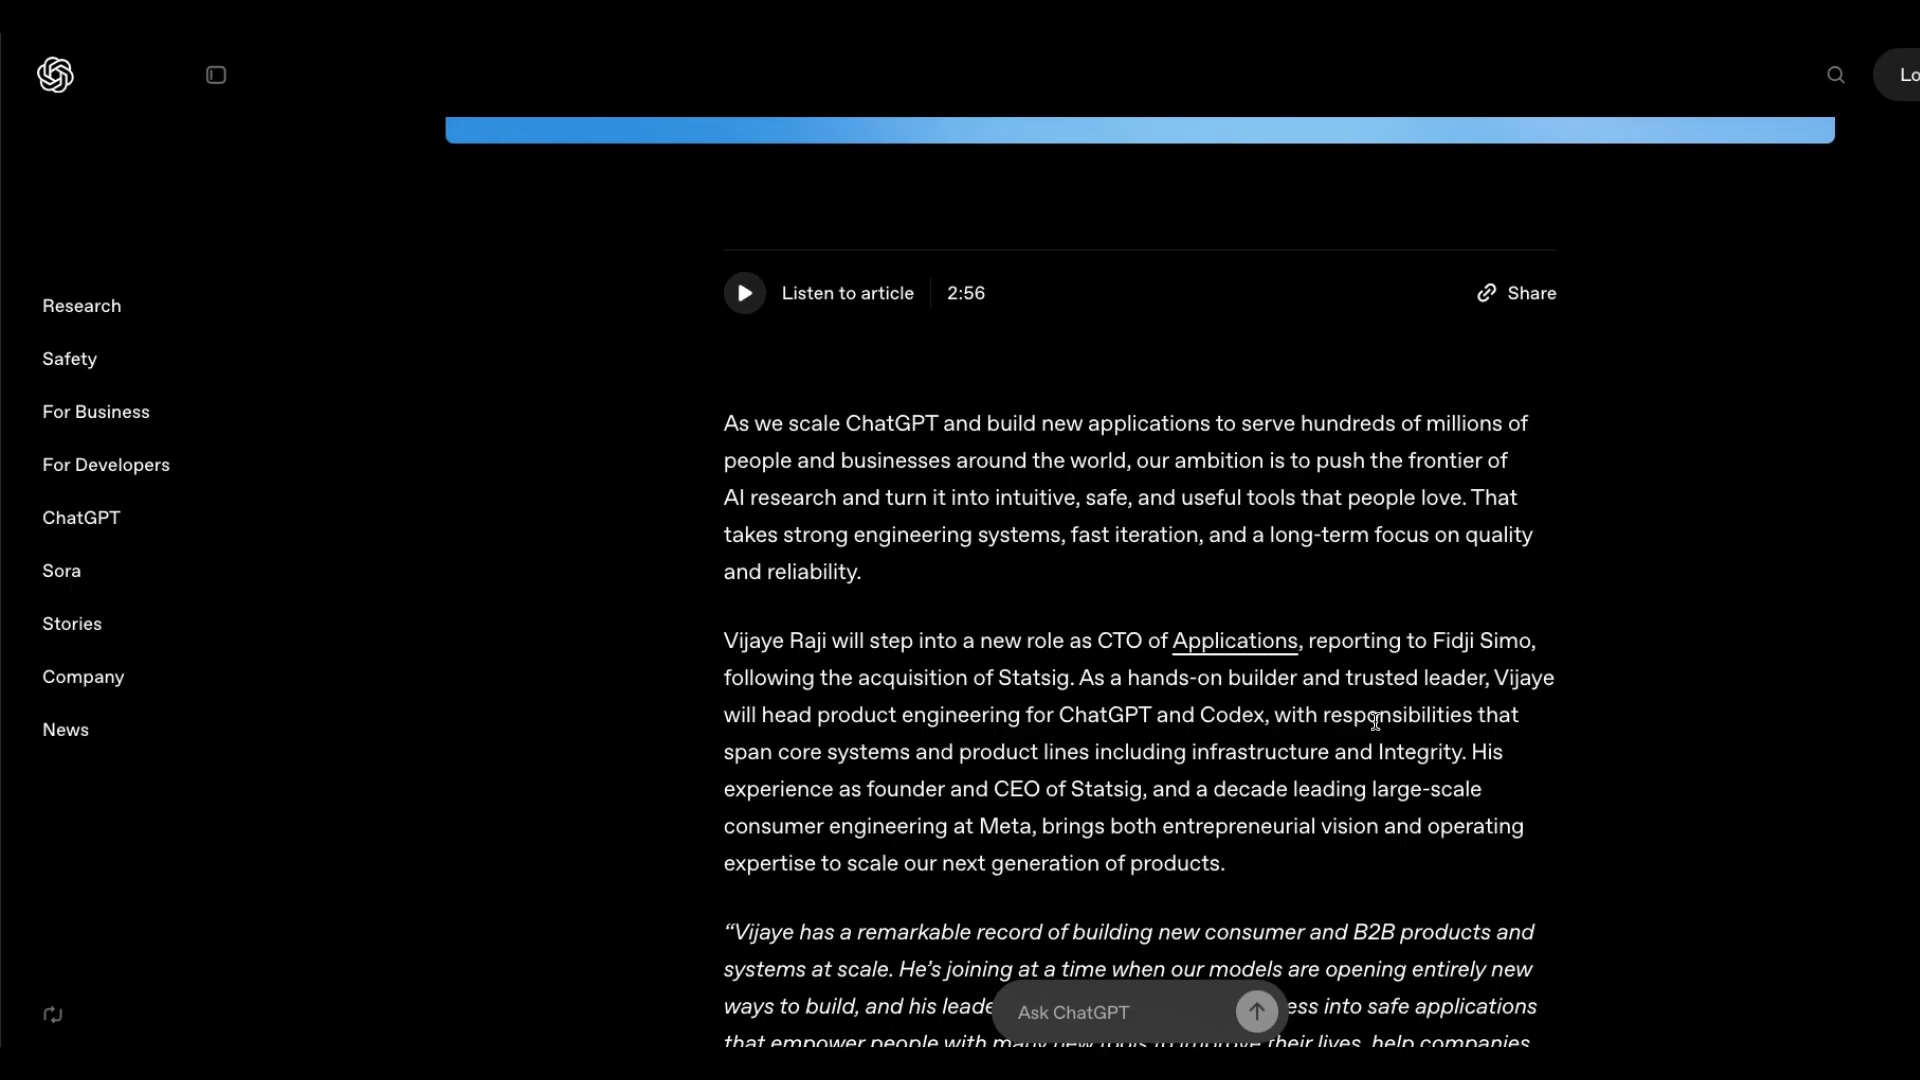 Lo
Research
Safety
For Business
For Developers
ChatGPT
Sora
Stories
Company
News
Listen to article
2:56
Share
As we scale ChatGPT and build new applications to serve hundreds of millions of
people and businesses around the world, our ambition is to push the frontier of
AI research and turn it into intuitive, safe, and useful tools that people love. That
takes strong engineering systems, fast iteration, and a long-term focus on quality
and reliability.
Vijaye Raji will step into a new role as CTO of Applications, reporting to Fidji Simo,
following the acquisition of Statsig. As a hands-on builder and trusted leader, Vijaye
will head product engineering for ChatGPT and Codex, with responsibilities that
span core systems and product lines including infrastructure and Integrity. His
experience as founder and CEO of Statsig, and a decade leading large-scale
consumer engineering at Meta, brings both entrepreneurial vision and operating
expertise to scale our next generation of products.
“Vijaye has a remarkable record of building new consumer and B2B products and
systems at scale. He’s joining at a time when our models are opening entirely new
ways to build, and his leade ess into safe applications
that empower people with many new tools to improve their lives, help companies
Ask ChatGPT